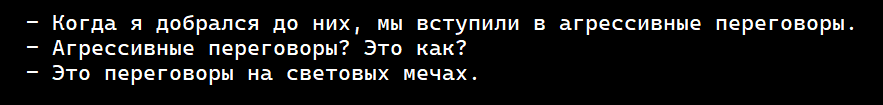 – Когда я добрался до них, мы вступили в агрессивные переговоры.
– Агрессивные переговоры? Это как?
– Это переговоры на световых мечах.